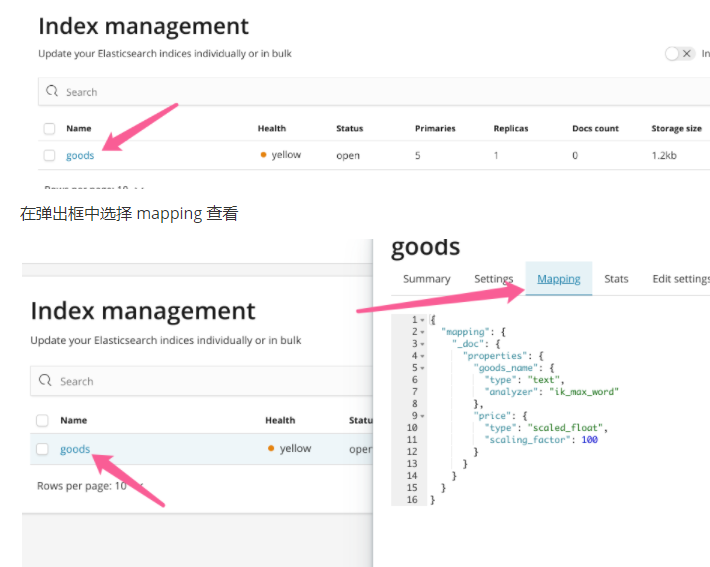 Index management
Update your Elasticsearch indices individually or in bulk
In
Search
Name Health Status Primaries Replicas Docs count Storage size
goods yellow open 5 1 0 1.2kb
Rows per page: 10
在弹出框中选择 mapping 查看
goods
Summary Settings Mapping Stats Edit settings
Index management
Update your Elasticsearch indices individually or in bulk
Search
Name Health Statu
goods yellow oper
Rows per page: 10
1 {
2 "mapping": {
3 "_doc": {
4 "properties": {
5 "goods_name": {
6 "type": "text",
7 "analyzer": "ik_max_word"
8 },
9 "price": {
10 "type": "scaled_float",
11 "scaling_factor": 100
12 }
13 }
14 }
15 }
16 }